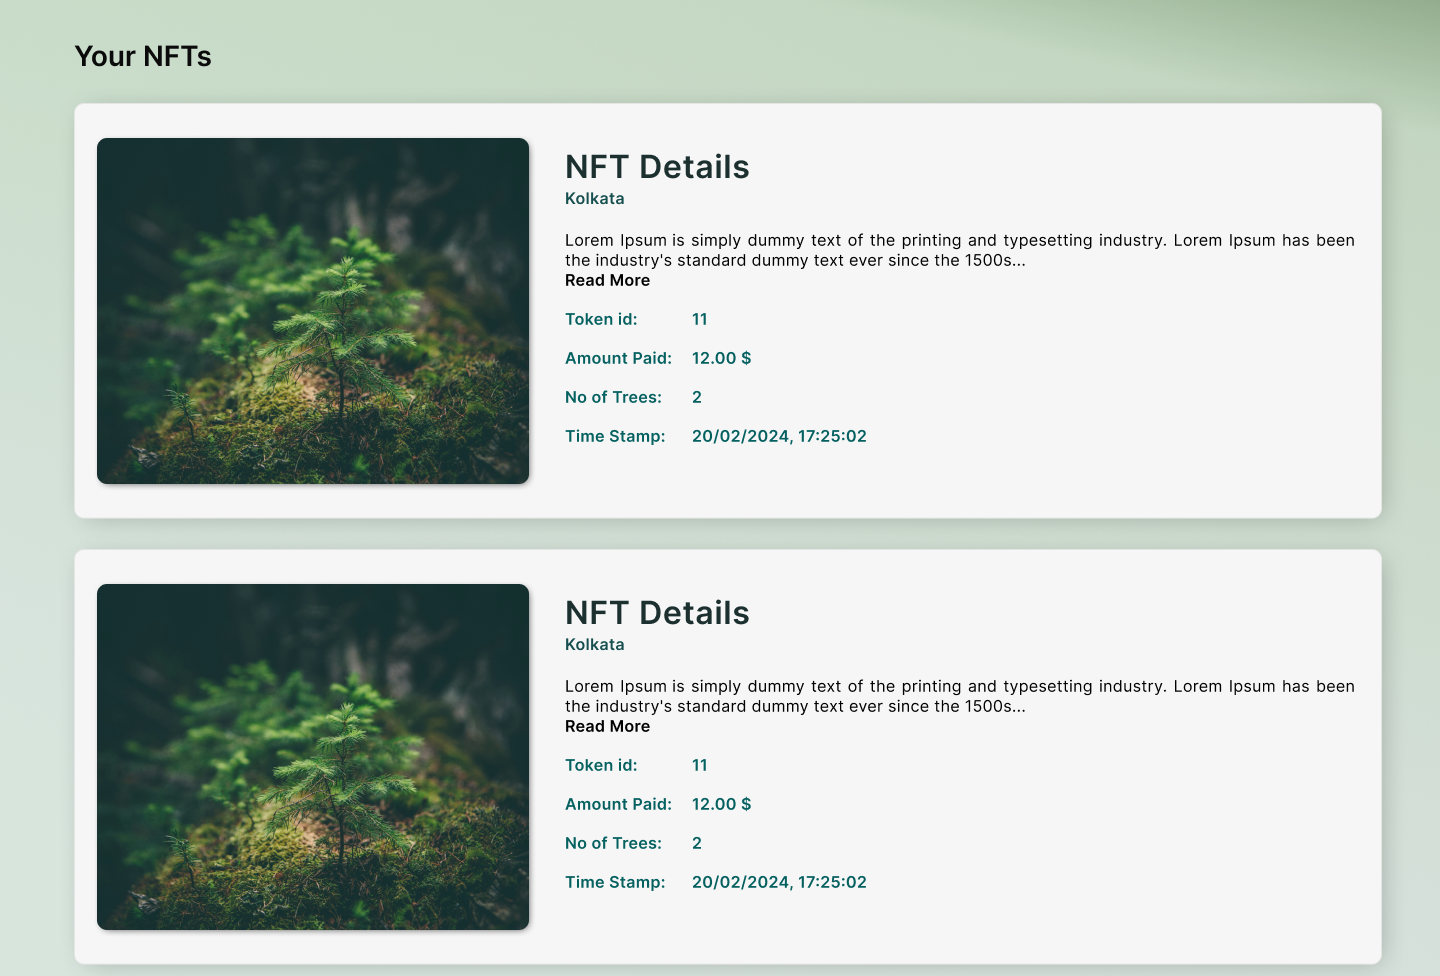 Your NFTs
NFT Details
Kolkata
Lorem Ipsum is simply dummy text of the printing and typesetting industry. Lorem Ipsum has been
the industry's standard dummy text ever since the 1500s...
Read More
Token id: 11
Amount Paid: 12.00 $
No of Trees: 2
Time Stamp: 20/02/2024, 17:25:02
NFT Details
Kolkata
Lorem Ipsum is simply dummy text of the printing and typesetting industry. Lorem Ipsum has been
the industry's standard dummy text ever since the 1500s...
Read More
Token id: 11
Amount Paid: 12.00 $
No of Trees: 2
Time Stamp: 20/02/2024, 17:25:02